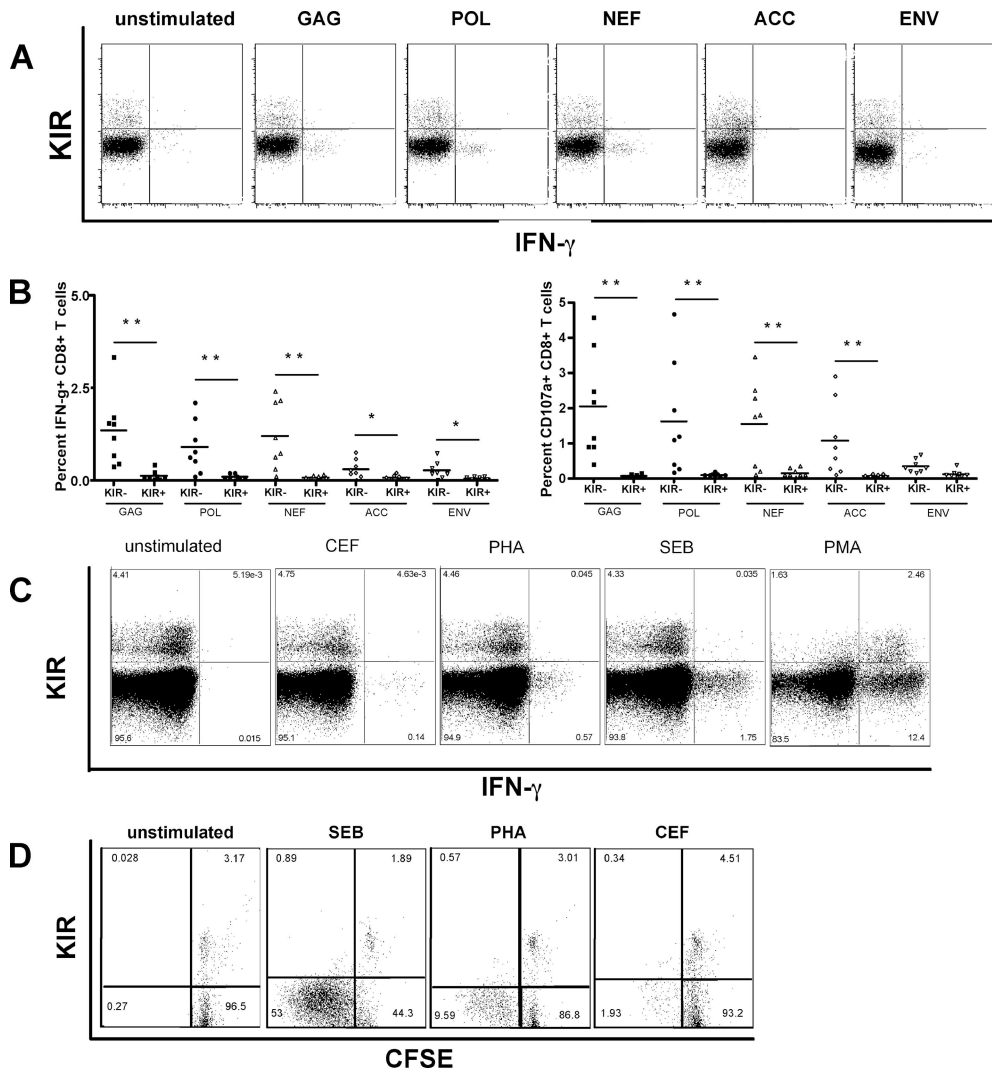 A
unstimulated GAG POL NEF ACC ENV
KIR
IFN-γ
B
Percent IFN-g+ CD8+ T cells
5.0
2.5
0.0
** ** ** * *
KIR- KIR+ KIR- KIR+ KIR- KIR+ KIR- KIR+ KIR- KIR+
GAG POL NEF ACC ENV
Percent CD107a+ CD8+ T cells
5
4
3
2
1
0
** ** ** **
KIR- KIR+ KIR- KIR+ KIR- KIR+ KIR- KIR+ KIR- KIR+
GAG POL NEF ACC ENV
C
unstimulated CEF PHA SEB PMA
4.41 5.19e-3 4.75 4.63e-3 4.46 0.045 4.33 0.035 1.63 2.46
KIR
95.6 0.015 95.1 0.14 94.9 0.57 93.8 1.75 83.5 12.4
IFN-γ
D
unstimulated SEB PHA CEF
0.028 3.17 0.89 1.89 0.57 3.01 0.34 4.51
KIR
0.27 96.5 53 44.3 9.59 86.8 1.93 93.2
CFSE